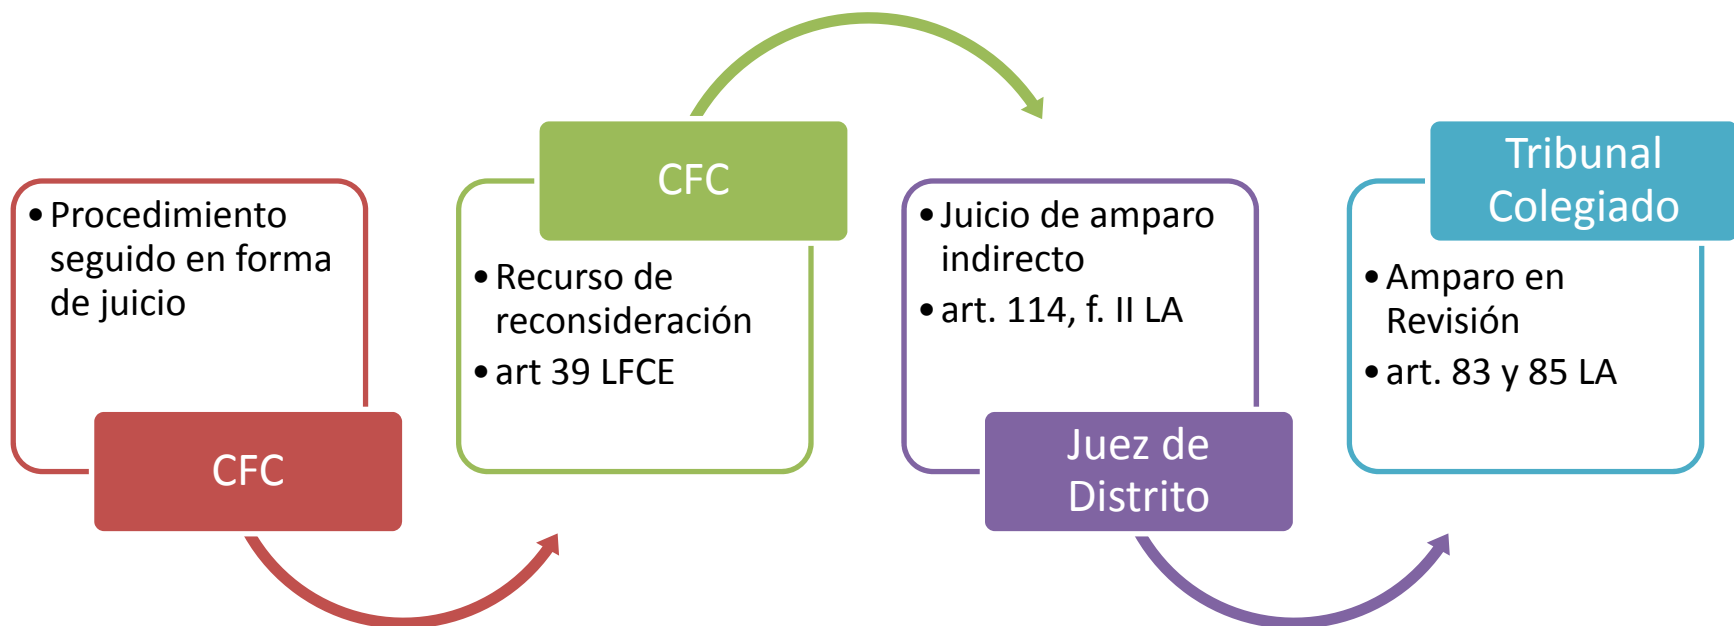 • Procedimiento
seguido en forma
de juicio
CFC
CFC
• Recurso de
reconsideración
• art 39 LFCE
• Juicio de amparo
indirecto
• art. 114, f. II LA
Juez de
Distrito
Tribunal
Colegiado
• Amparo en
Revisión
• art. 83 y 85 LA